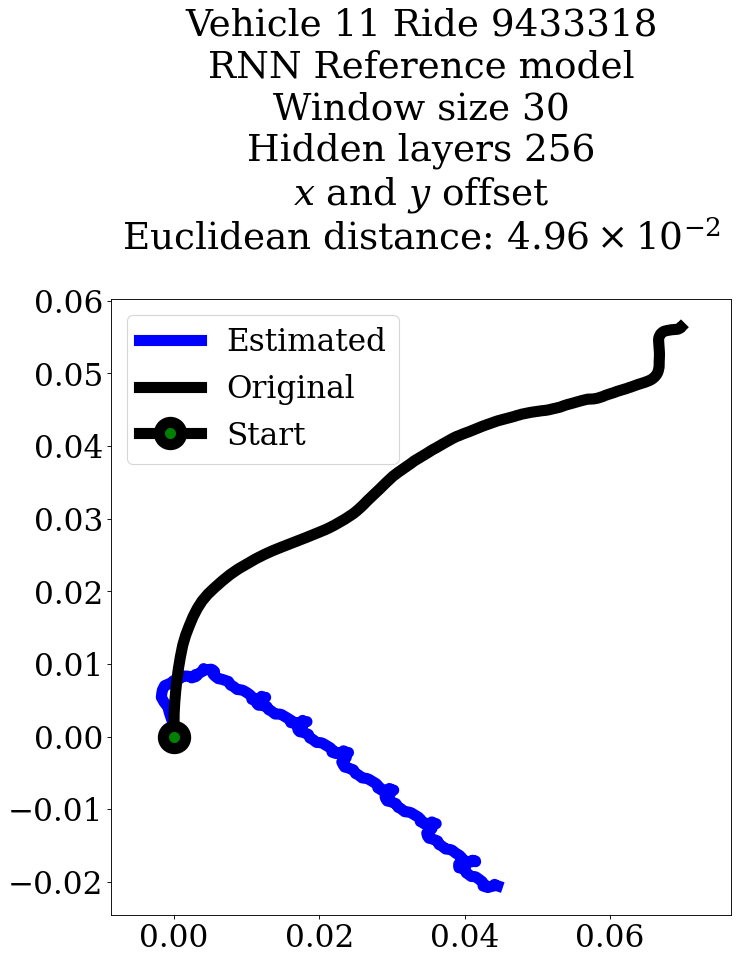 Vehicle 11 Ride 9433318
RNN Reference model
Window size 30
Hidden layers 256
x and y offset
Euclidean distance: 4.96 × 10⁻²
Estimated
Original
Start
0.06
0.05
0.04
0.03
0.02
0.01
0.00
−0.01
−0.02
0.00 0.02 0.04 0.06